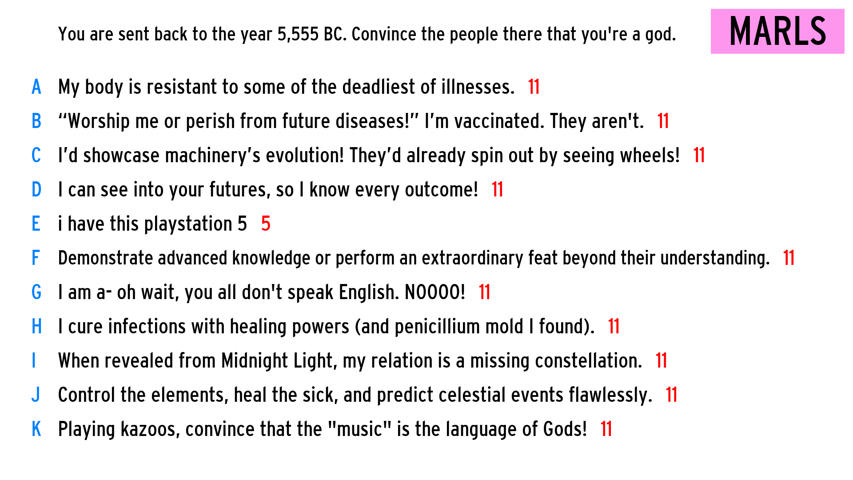 You are sent back to the year 5,555 BC. Convince the people there that you're a god.
MARLS
A My body is resistant to some of the deadliest of illnesses. 11
B “Worship me or perish from future diseases!” I’m vaccinated. They aren't. 11
C I’d showcase machinery’s evolution! They’d already spin out by seeing wheels! 11
D I can see into your futures, so I know every outcome! 11
E i have this playstation 5 5
F Demonstrate advanced knowledge or perform an extraordinary feat beyond their understanding. 11
G I am a- oh wait, you all don't speak English. NOOOO! 11
H I cure infections with healing powers (and penicillium mold I found). 11
I When revealed from Midnight Light, my relation is a missing constellation. 11
J Control the elements, heal the sick, and predict celestial events flawlessly. 11
K Playing kazoos, convince that the "music" is the language of Gods! 11